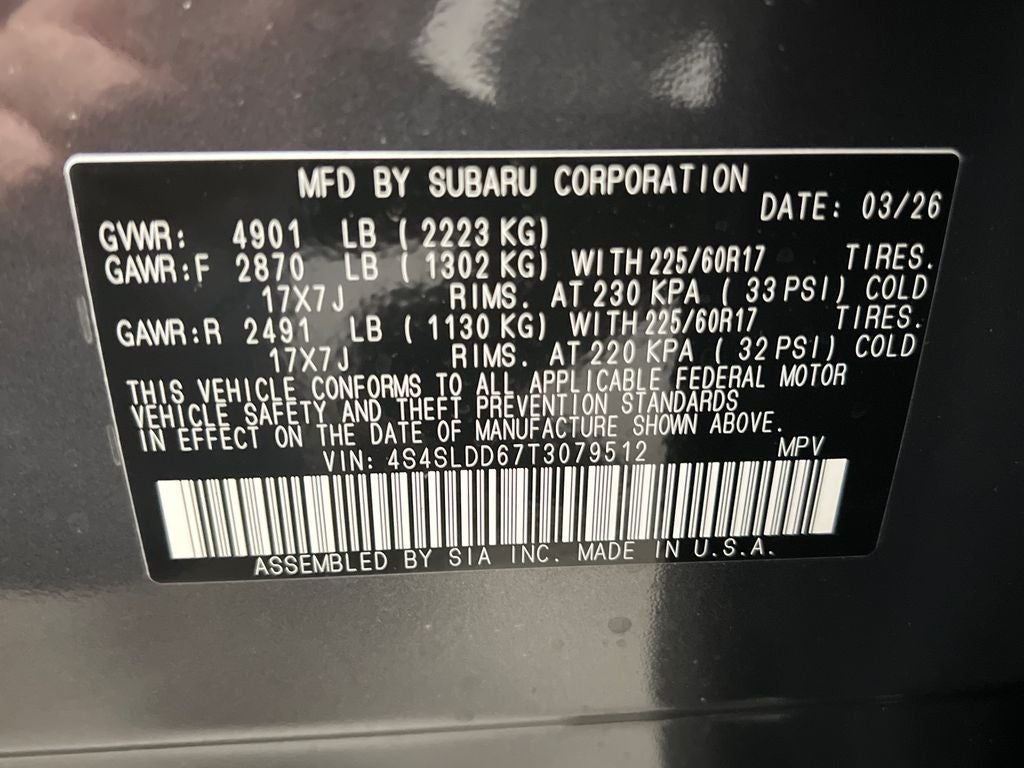 MFD BY SUBARU CORPORATION
DATE: 03/26
GVWR: 4901 LB ( 2223 KG)
GAWR:F 2870 LB ( 1302 KG) WITH 225/60R17 TIRES.
17X7J RIMS. AT 230 KPA ( 33 PSI) COLD
GAWR:R 2491 LB ( 1130 KG) WITH 225/60R17 TIRES.
17X7J RIMS. AT 220 KPA ( 32 PSI) COLD
THIS VEHICLE CONFORMS TO ALL APPLICABLE FEDERAL MOTOR
VEHICLE SAFETY AND THEFT PREVENTION STANDARDS
IN EFFECT ON THE DATE OF MANUFACTURE SHOWN ABOVE.
VIN: 4S4SLDD67T3079512 MPV
ASSEMBLED BY SIA INC. MADE IN U.S.A.